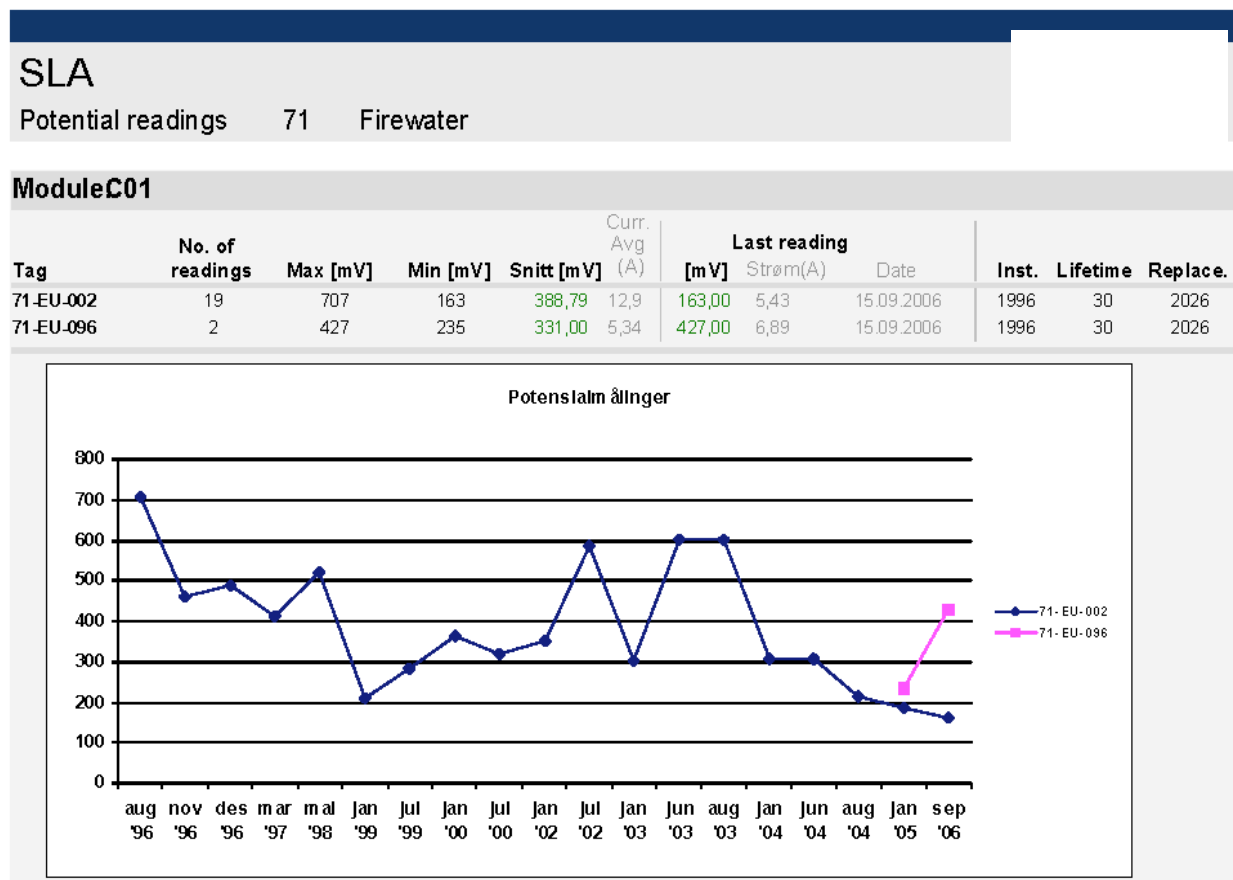 SLA
Potential readings 71 Firewater
Module C01
Tag No. of readings Max [mV] Min [mV] Snitt [mV] Curr. Avg (A) Last reading [mV] Strøm(A) Date Inst. Lifetime Replace.
71-EU-002 19 707 163 388,79 12,9 163,00 5,43 15.09.2006 1996 30 2026
71-EU-096 2 427 235 331,00 5,34 427,00 6,89 15.09.2006 1996 30 2026
Potensialmålinger
800
700
600
500
400
300
200
100
0
aug nov des mar mai jan jul jan jul jan jul jan jun aug jan jun aug jan sep
'96 '96 '96 '97 '98 '99 '99 '00 '00 '02 '02 '03 '03 '03 '04 '04 '04 '05 '06
71-EU-002
71-EU-096